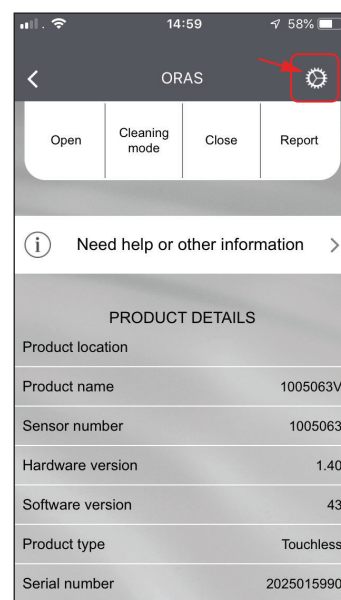 14:59
58%
ORAS
Open
Cleaning
mode
Close
Report
i
Need help or other information
PRODUCT DETAILS
Product location
Product name 1005063V
Sensor number 1005063
Hardware version 1.40
Software version 43
Product type Touchless
Serial number 2025015990